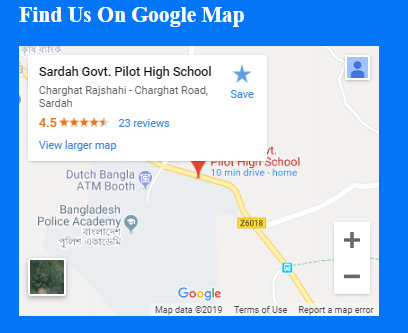 Find Us On Google Map
কৃষি ব্যাংক
Sardah Govt. Pilot High School
Charghat Rajshahi - Charghat Road,
Sardah
Save
4.5
23 reviews
View larger map
vt.
Pilot High School
10 min drive - home
Dutch Bangla
ATM Booth
Bangladesh
Police Academy
বাংলাদেশ
পুলিশ একাডেমি
Z6018
Google
Map data ©2019
Terms of Use
Report a map error